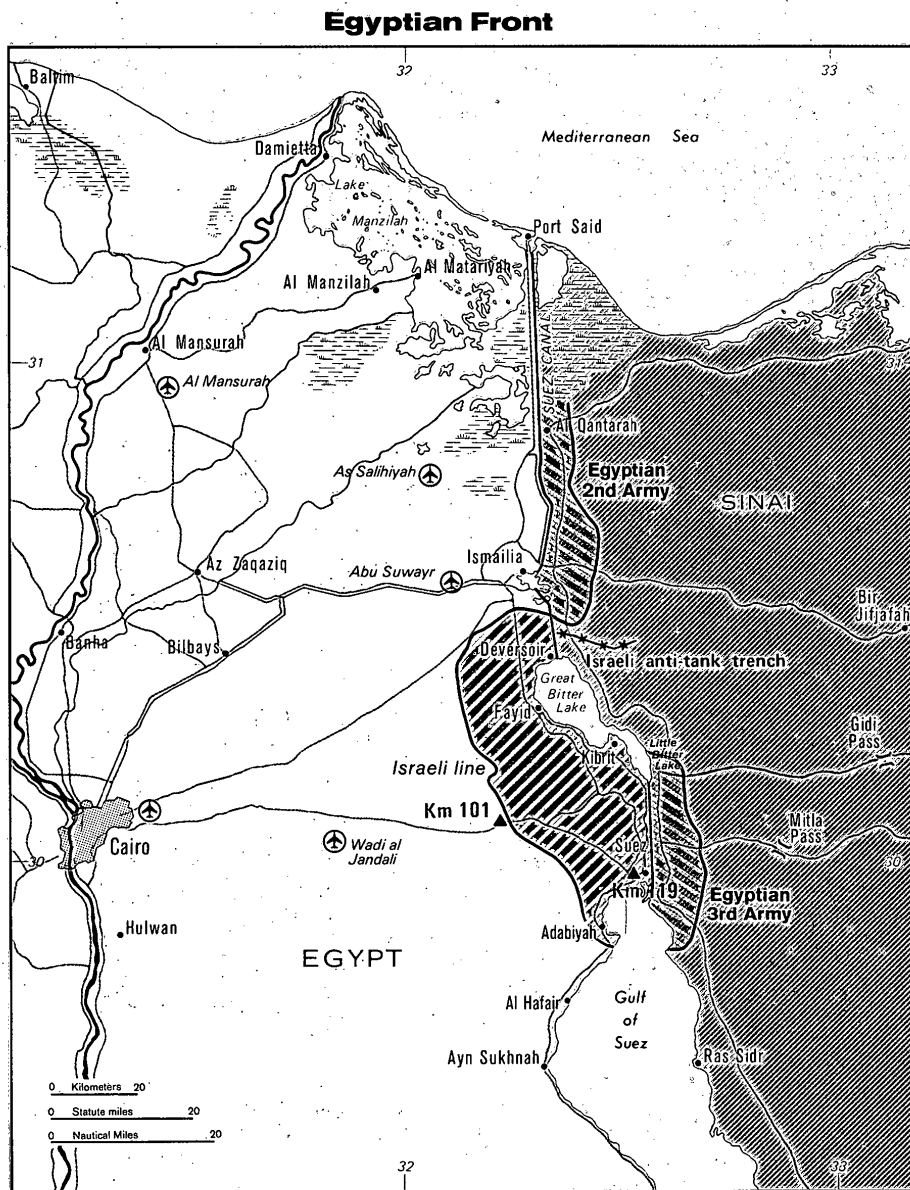 Egyptian Front
32
33
Baltim
Mediterranean Sea
Damietta
Lake
Manzilah
Port Said
Al Manzilah
Al Matariyah
SUEZ CANAL
Al Mansurah
31
31
Al Mansurah
Al Qantarah
As Salihiyah
Egyptian
2nd Army
SINAI
Ismailia
Az Zaqaziq
Abu Suwayr
Bir
Jifjafah
Banha
Bilbays
Deversoir
Israeli anti-tank trench
Great
Bitter
Lake
Fayid
Gidi
Pass
Kibrit
Little
Bitter
Lake
Israeli line
Km 101
Mitla
Pass
Cairo
Wadi al
Jandali
Suez
30
30
Km 119
Egyptian
3rd Army
Hulwan
Adabiyah
EGYPT
Al Hafair
Gulf
of
Suez
Ayn Sukhnah
Ras Sidr
0 Kilometers 20
0 Statute miles 20
0 Nautical Miles 20
32
33